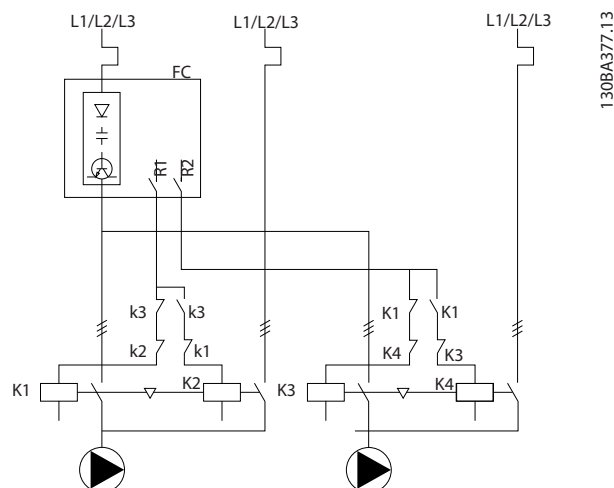 L1/L2/L3
L1/L2/L3
L1/L2/L3
FC
R1
R2
k3
k3
K1
K1
k2
k1
K4
K3
K1
K2
K3
K4
130BA377.13